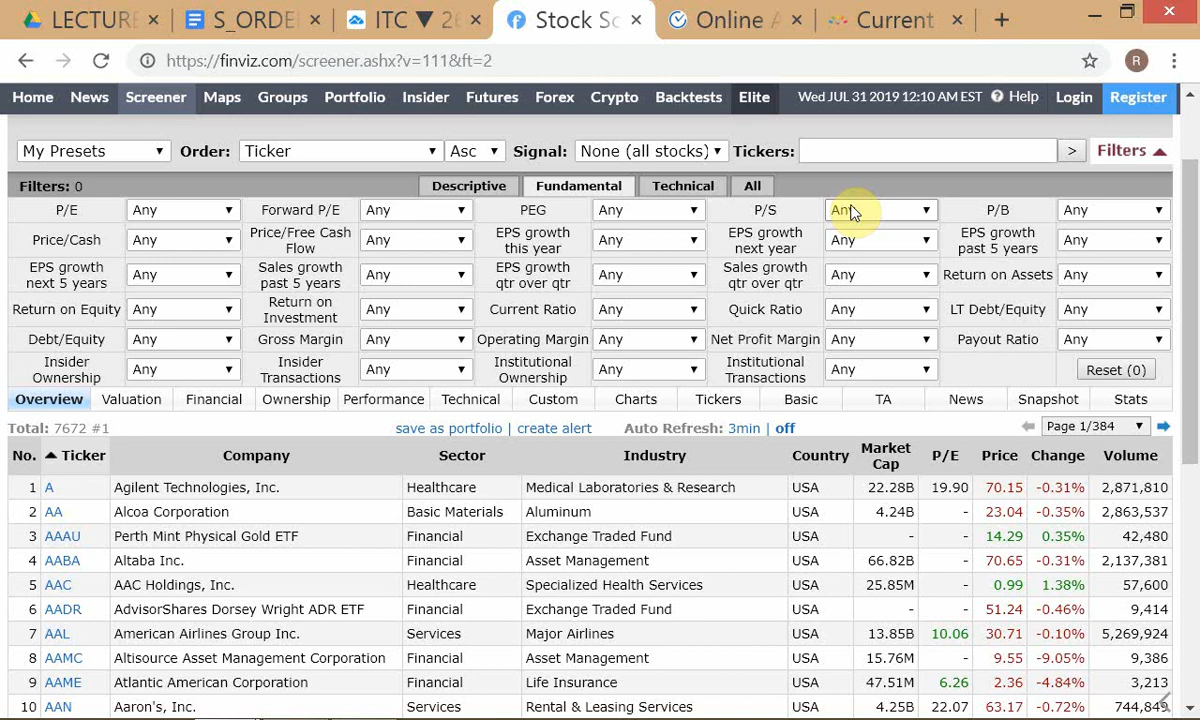 LECTURE
S_ORDE
ITC ▼ 2
Stock Sc
Online A
Current
https://finviz.com/screener.ashx?v=111&ft=2
R
Home News Screener Maps Groups Portfolio Insider Futures Forex Crypto Backtests Elite Wed JUL 31 2019 12:10 AM EST Help Login Register
My Presets Order: Ticker Asc Signal: None (all stocks) Tickers: > Filters
Filters: 0 Descriptive Fundamental Technical All
P/E Any Forward P/E Any PEG Any P/S Any P/B Any
Price/Cash Any Price/Free Cash Flow Any EPS growth this year Any EPS growth next year Any EPS growth past 5 years Any
EPS growth next 5 years Any Sales growth past 5 years Any EPS growth qtr over qtr Any Sales growth qtr over qtr Any Return on Assets Any
Return on Equity Any Return on Investment Any Current Ratio Any Quick Ratio Any LT Debt/Equity Any
Debt/Equity Any Gross Margin Any Operating Margin Any Net Profit Margin Any Payout Ratio Any
Insider Ownership Any Insider Transactions Any Institutional Ownership Any Institutional Transactions Any Reset (0)
Overview Valuation Financial Ownership Performance Technical Custom Charts Tickers Basic TA News Snapshot Stats
Total: 7672 #1 save as portfolio | create alert Auto Refresh: 3min | off Page 1/384
No. Ticker Company Sector Industry Country Market Cap P/E Price Change Volume
1 A Agilent Technologies, Inc. Healthcare Medical Laboratories & Research USA 22.28B 19.90 70.15 -0.31% 2,871,810
2 AA Alcoa Corporation Basic Materials Aluminum USA 4.24B - 23.04 -0.35% 2,863,537
3 AAAU Perth Mint Physical Gold ETF Financial Exchange Traded Fund USA - - 14.29 0.35% 42,480
4 AABA Altaba Inc. Financial Asset Management USA 66.82B - 70.65 -0.31% 2,137,381
5 AAC AAC Holdings, Inc. Healthcare Specialized Health Services USA 25.85M - 0.99 1.38% 57,600
6 AADR AdvisorShares Dorsey Wright ADR ETF Financial Exchange Traded Fund USA - - 51.24 -0.46% 9,414
7 AAL American Airlines Group Inc. Services Major Airlines USA 13.85B 10.06 30.71 -0.10% 5,269,924
8 AAMC Altisource Asset Management Corporation Financial Asset Management USA 15.76M - 9.55 -9.05% 9,386
9 AAME Atlantic American Corporation Financial Life Insurance USA 47.51M 6.26 2.36 -4.84% 3,213
10 AAN Aaron's, Inc. Services Rental & Leasing Services USA 4.25B 22.07 63.17 -0.72% 744,849